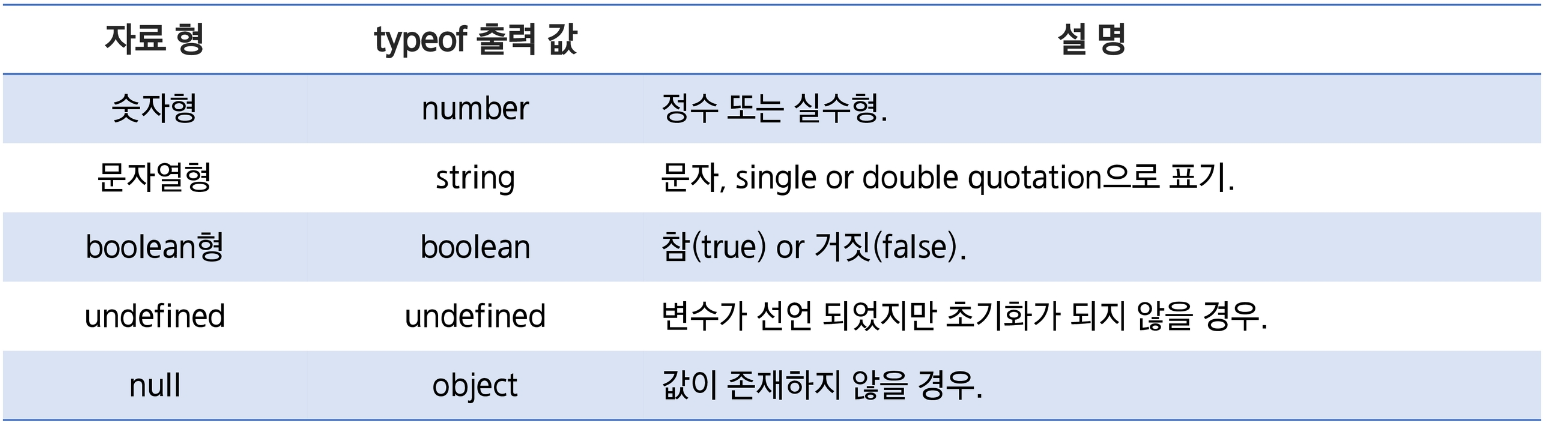 자료 형 typeof 출력 값 설 명
숫자형 number 정수 또는 실수형.
문자열형 string 문자, single or double quotation으로 표기.
boolean형 boolean 참(true) or 거짓(false).
undefined undefined 변수가 선언 되었지만 초기화가 되지 않을 경우.
null object 값이 존재하지 않을 경우.